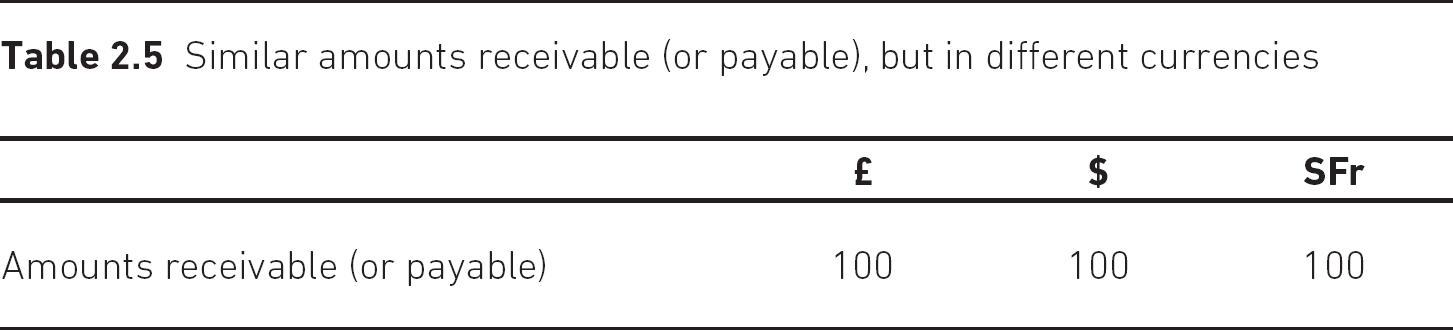 Table 2.5 Similar amounts receivable (or payable), but in different currencies
£ $ SFr
Amounts receivable (or payable) 100 100 100